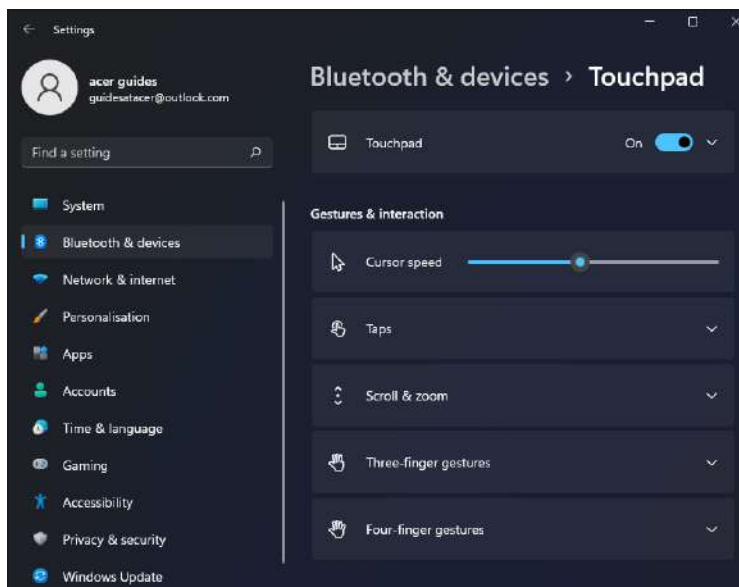 Settings
acer guides
guidesatacer@outlook.com
Find a setting
System
Bluetooth & devices
Network & internet
Personalisation
Apps
Accounts
Time & language
Gaming
Accessibility
Privacy & security
Windows Update
Bluetooth & devices › Touchpad
Touchpad On
Gestures & interaction
Cursor speed
Taps
Scroll & zoom
Three-finger gestures
Four-finger gestures